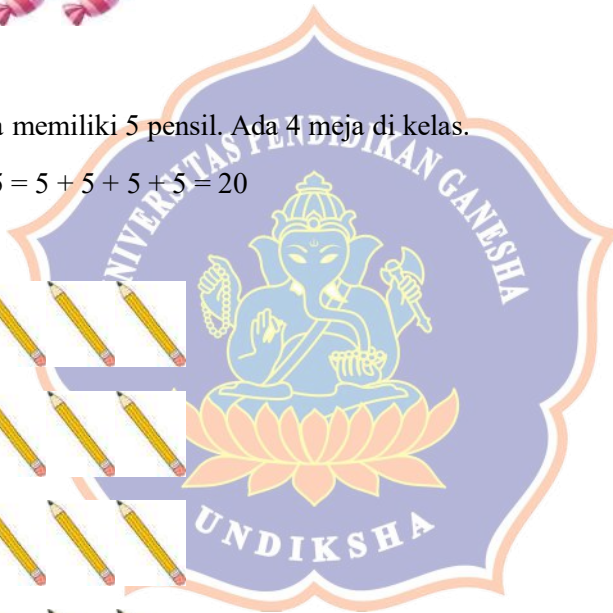 memiliki 5 pensil. Ada 4 meja di kelas.
= 5 + 5 + 5 + 5 = 20
UNIVERSITAS PENDIDIKAN GANESHA
UNDIKSHA